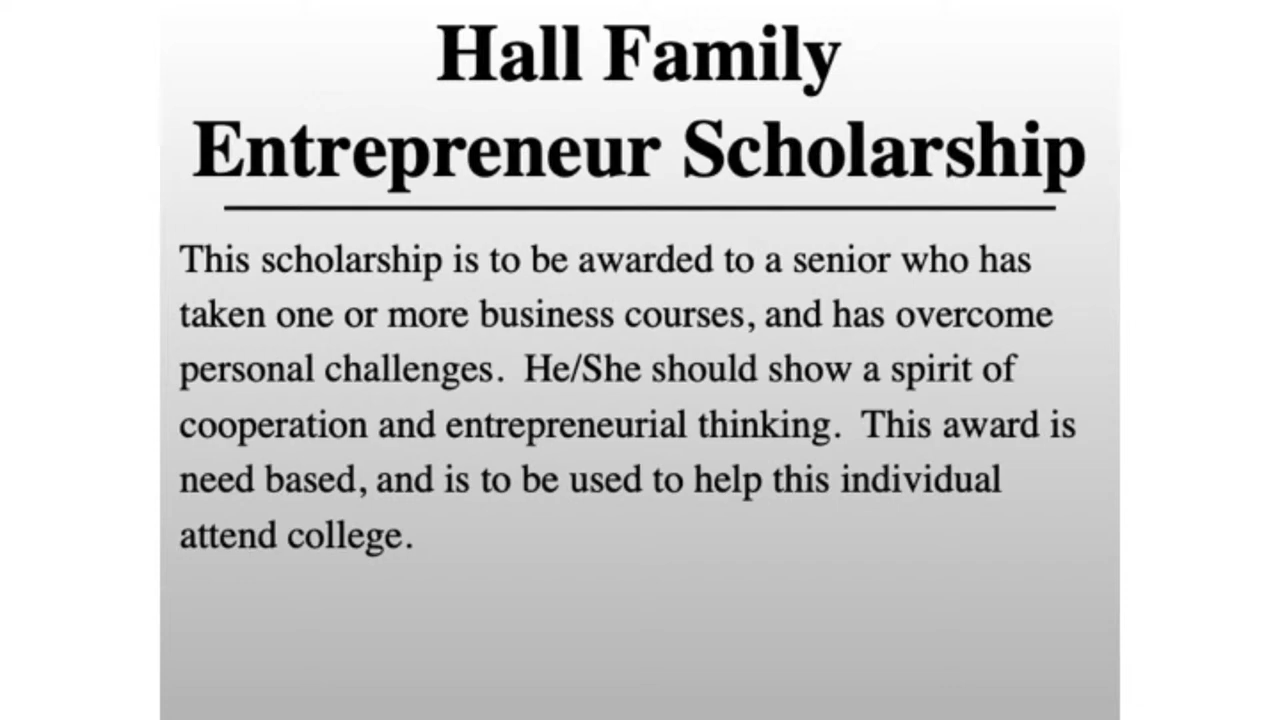 Hall Family
Entrepreneur Scholarship
This scholarship is to be awarded to a senior who has
taken one or more business courses, and has overcome
personal challenges.  He/She should show a spirit of
cooperation and entrepreneurial thinking.  This award is
need based, and is to be used to help this individual
attend college.